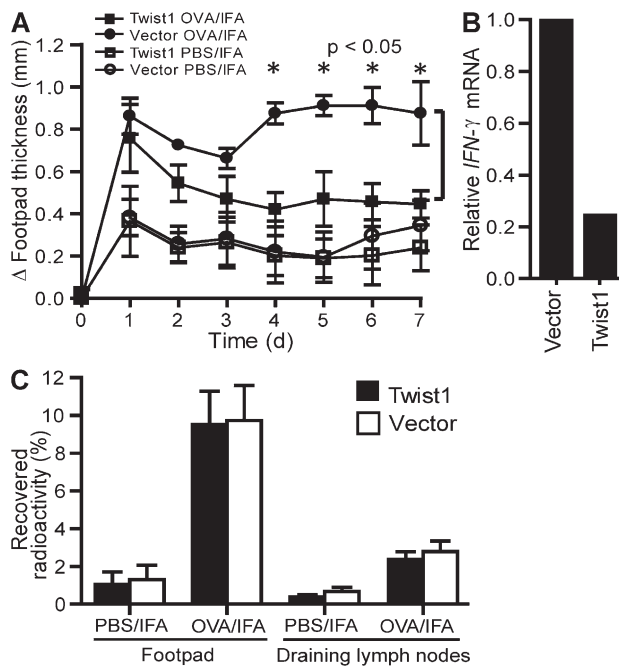 A
Twist1 OVA/IFA
Vector OVA/IFA
Twist1 PBS/IFA
Vector PBS/IFA
p < 0.05
* * * *
Δ Footpad thickness (mm)
1.2
1.0
0.8
0.6
0.4
0.2
0.0
0 1 2 3 4 5 6 7
Time (d)
B
Relative IFN-γ mRNA
1.0
0.8
0.6
0.4
0.2
0.0
Vector
Twist1
C
Recovered
radioactivity (%)
12
10
8
6
4
2
0
Twist1
Vector
PBS/IFA OVA/IFA PBS/IFA OVA/IFA
Footpad Draining lymph nodes